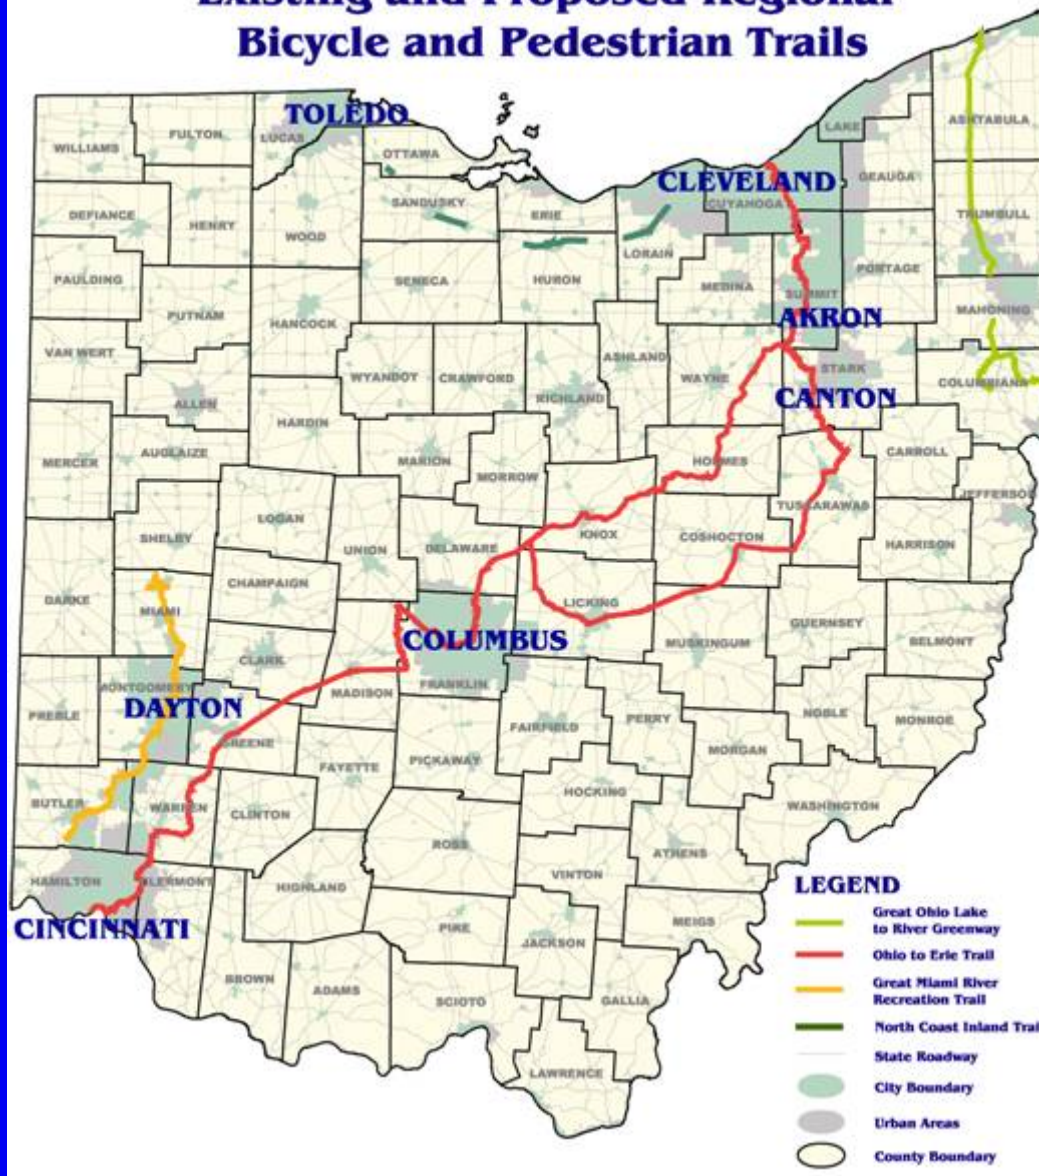 Existing and Proposed Regional
Bicycle and Pedestrian Trails
TOLEDO
WILLIAMS
FULTON
LUCAS
OTTAWA
LAKE
ASHTABULA
CLEVELAND
CUYAHOGA
GEAUGA
DEFIANCE
HENRY
WOOD
SANDUSKY
ERIE
LORAIN
TRUMBULL
PAULDING
SENECA
HURON
MEDINA
SUMMIT
PORTAGE
PUTNAM
HANCOCK
AKRON
MAHONING
VAN WERT
WYANDOT
CRAWFORD
ASHLAND
RICHLAND
WAYNE
STARK
COLUMBIANA
CANTON
ALLEN
HARDIN
MERCER
AUGLAIZE
MARION
MORROW
HOLMES
CARROLL
JEFFERSON
TUSCARAWAS
LOGAN
SHELBY
UNION
DELAWARE
KNOX
COSHOCTON
HARRISON
DARKE
MIAMI
CHAMPAIGN
LICKING
GUERNSEY
BELMONT
COLUMBUS
MUSKINGUM
CLARK
FRANKLIN
MADISON
MONTGOMERY
PREBLE
DAYTON
GREENE
FAIRFIELD
PERRY
NOBLE
MONROE
MORGAN
FAYETTE
PICKAWAY
BUTLER
WARREN
CLINTON
HOCKING
WASHINGTON
ROSS
ATHENS
VINTON
HAMILTON
CLERMONT
HIGHLAND
CINCINNATI
PIKE
JACKSON
MEIGS
BROWN
ADAMS
SCIOTO
GALLIA
LAWRENCE
LEGEND
Great Ohio Lake
to River Greenway
Ohio to Erie Trail
Great Miami River
Recreation Trail
North Coast Inland Trai
State Roadway
City Boundary
Urban Areas
County Boundary